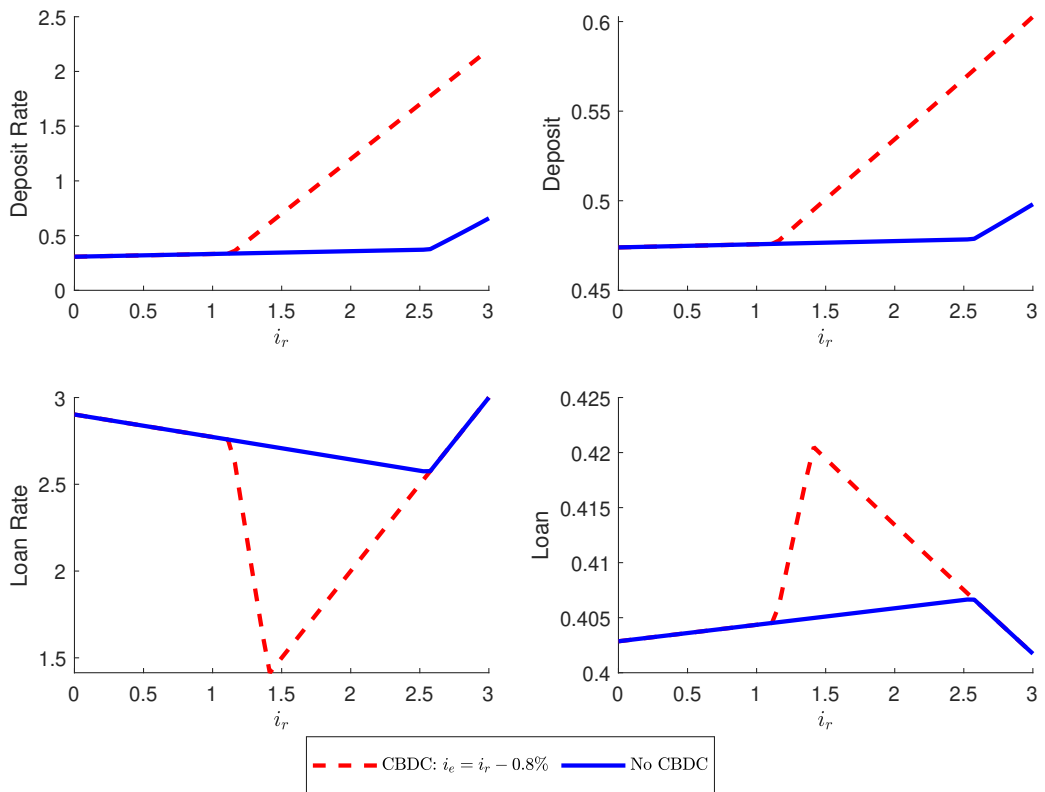 2.5
2
1.5
1
0.5
0
Deposit Rate
0 0.5 1 1.5 2 2.5 3
i_r
0.6
0.55
0.5
0.45
Deposit
0 0.5 1 1.5 2 2.5 3
i_r
3
2.5
2
1.5
Loan Rate
0 0.5 1 1.5 2 2.5 3
i_r
0.425
0.42
0.415
0.41
0.405
0.4
Loan
0 0.5 1 1.5 2 2.5 3
i_r
CBDC: i_e = i_r − 0.8% No CBDC